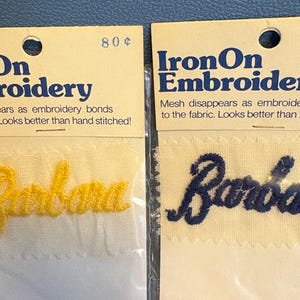 80¢
On
roidery
ears as embroidery bonds
Looks better than hand stitched!
Barbara
IronOn
Embroider
Mesh disappears as embroide
to the fabric. Looks better than
Barba